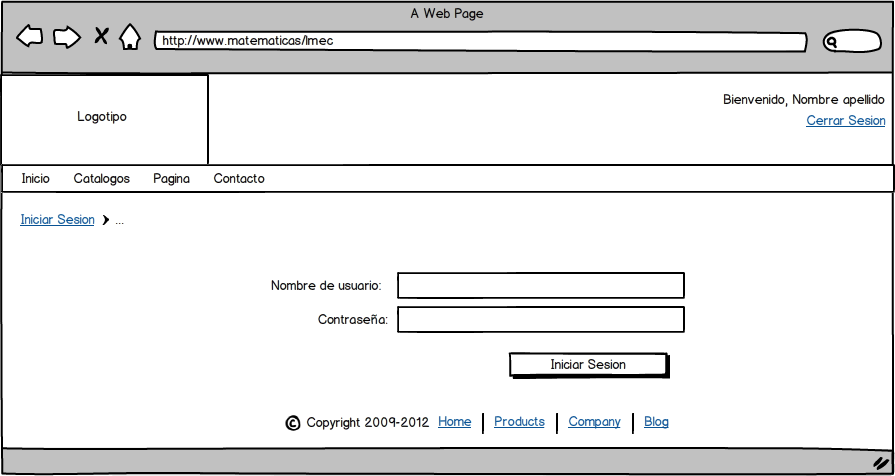 A Web Page
http://www.matematicas/lmec
Logotipo
Bienvenido, Nombre apellido
Cerrar Sesion
Inicio Catalogos Pagina Contacto
Iniciar Sesion ...
Nombre de usuario:
Contraseña:
Iniciar Sesion
© Copyright 2009-2012 Home Products Company Blog